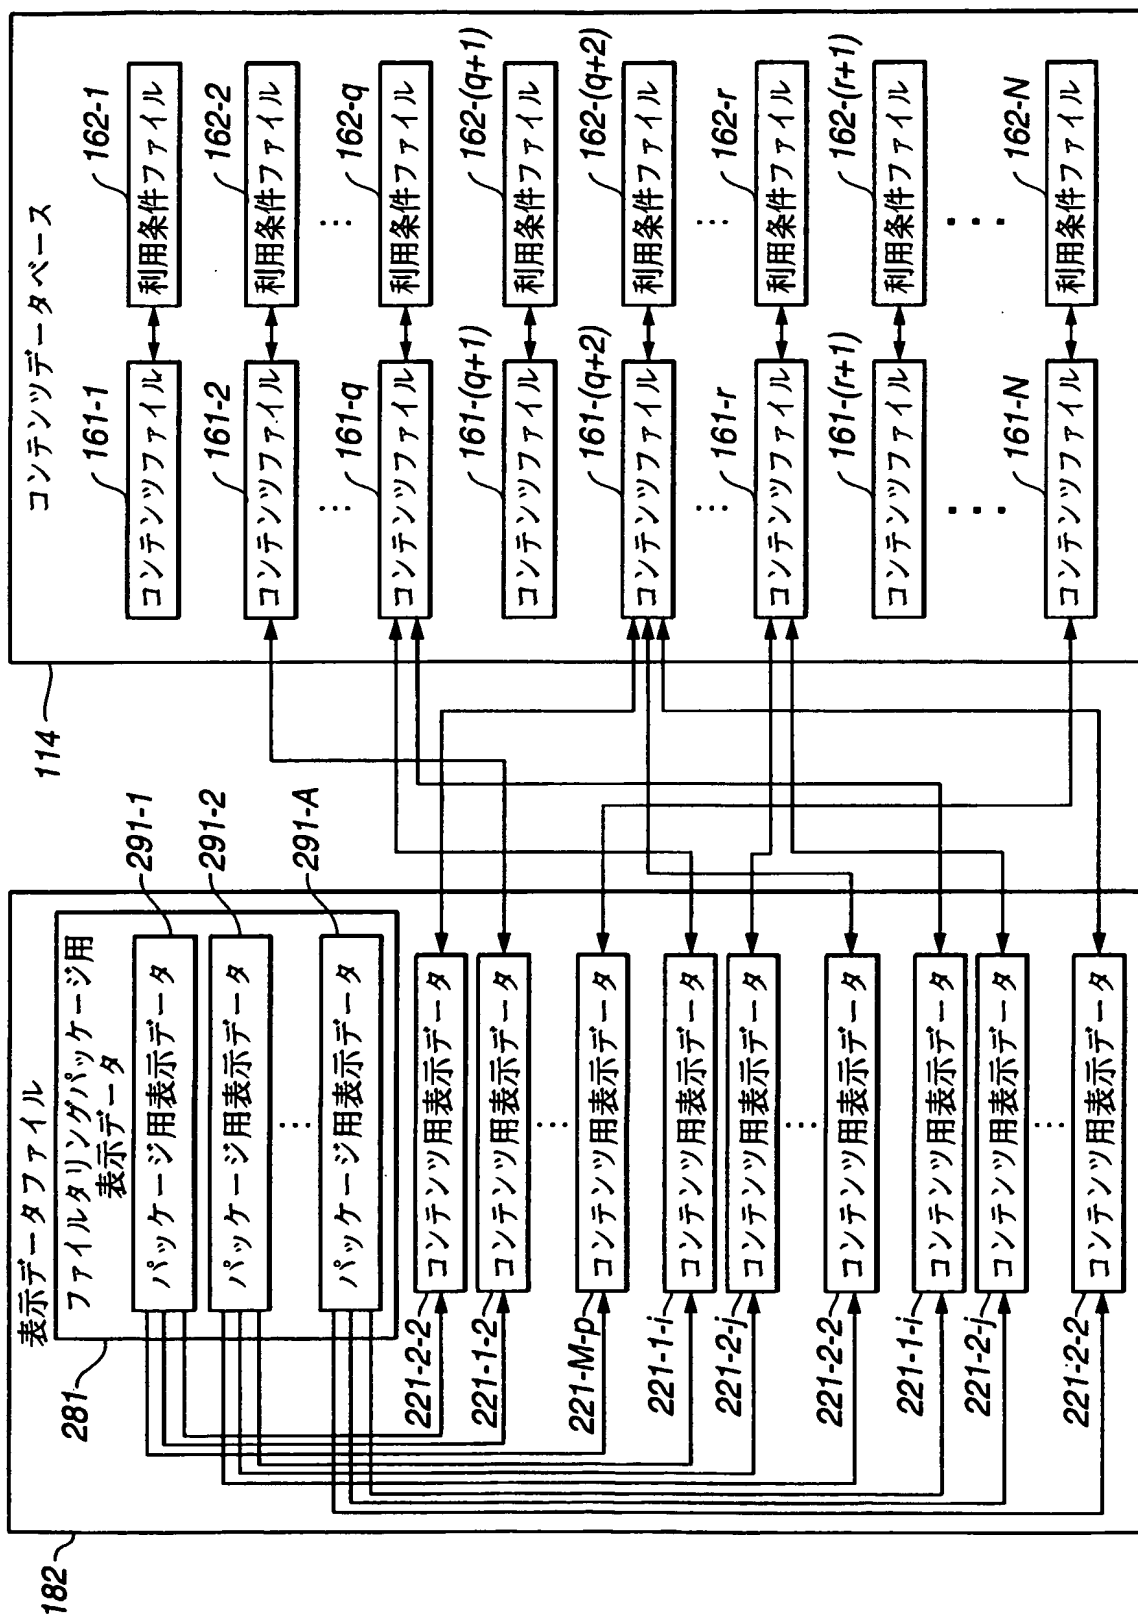 182
表示データファイル
281
ファイルタリングパッケージ用
表示データ
パッケージ用表示データ
291-1
パッケージ用表示データ
291-2
⋮
パッケージ用表示データ
291-A
221-2-2
コンテンツ用表示データ
221-1-2
コンテンツ用表示データ
⋮
221-M-p
コンテンツ用表示データ
221-1-i
コンテンツ用表示データ
221-2-j
コンテンツ用表示データ
⋮
221-2-2
コンテンツ用表示データ
221-1-i
コンテンツ用表示データ
221-2-j
コンテンツ用表示データ
⋮
221-2-2
コンテンツ用表示データ
114
コンテンツデータベース
161-1
コンテンツファイル
162-1
利用条件ファイル
161-2
コンテンツファイル
162-2
利用条件ファイル
⋮ ⋮
161-q
コンテンツファイル
162-q
利用条件ファイル
161-(q+1)
コンテンツファイル
162-(q+1)
利用条件ファイル
161-(q+2)
コンテンツファイル
162-(q+2)
利用条件ファイル
⋮ ⋮
161-r
コンテンツファイル
162-r
利用条件ファイル
161-(r+1)
コンテンツファイル
162-(r+1)
利用条件ファイル
⋮ ⋮
161-N
コンテンツファイル
162-N
利用条件ファイル